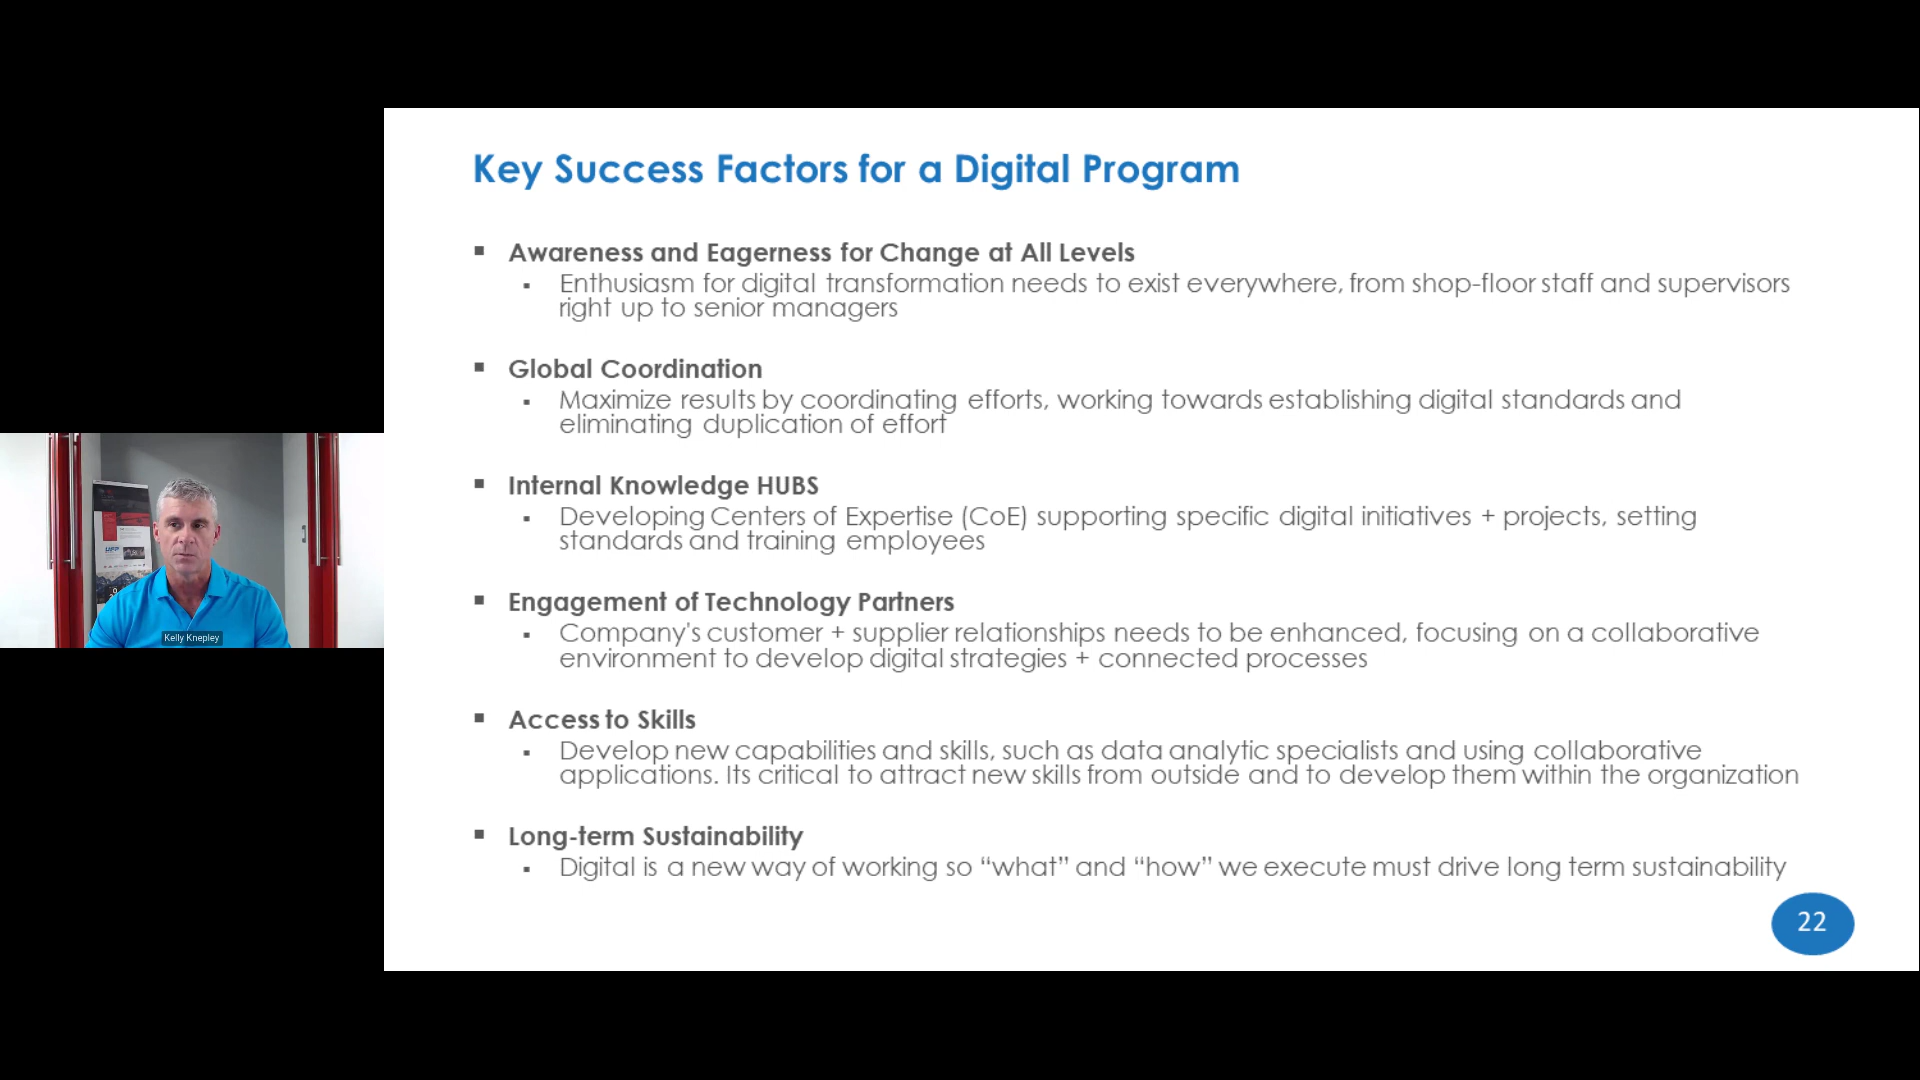 Key Success Factors for a Digital Program
Awareness and Eagerness for Change at All Levels
Enthusiasm for digital transformation needs to exist everywhere, from shop-floor staff and supervisors
right up to senior managers
Global Coordination
Maximize results by coordinating efforts, working towards establishing digital standards and
eliminating duplication of effort
Internal Knowledge HUBS
Developing Centers of Expertise (CoE) supporting specific digital initiatives + projects, setting
standards and training employees
Engagement of Technology Partners
Company's customer + supplier relationships needs to be enhanced, focusing on a collaborative
environment to develop digital strategies + connected processes
Access to Skills
Develop new capabilities and skills, such as data analytic specialists and using collaborative
applications. Its critical to attract new skills from outside and to develop them within the organization
Long-term Sustainability
Digital is a new way of working so “what” and “how” we execute must drive long term sustainability
22
Kelly Knepley